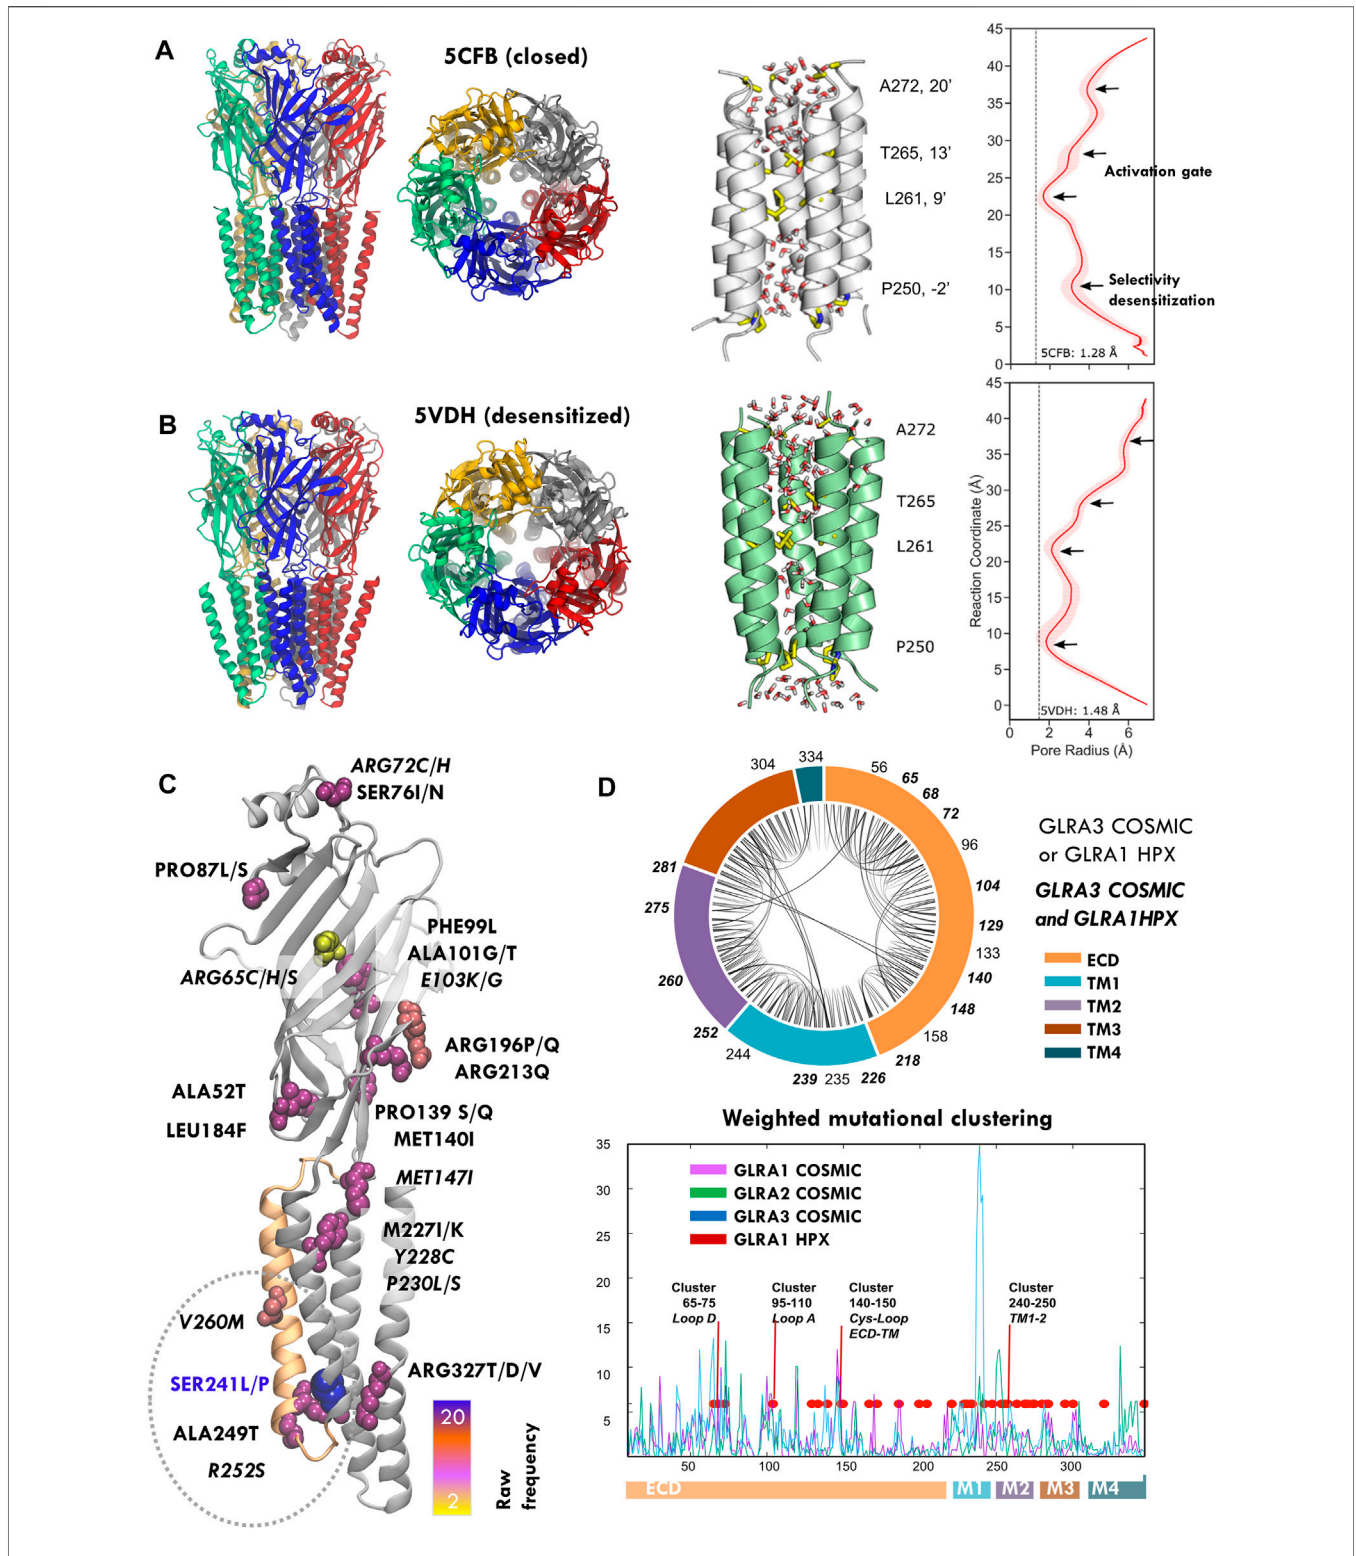 A
5CFB (closed)
A272, 20’
T265, 13’
L261, 9’
P250, -2’
45
40
35
30
25
20
15
10
5
0
Activation gate
Selectivity
desensitization
5CFB: 1.28 Å
B
5VDH (desensitized)
A272
T265
L261
P250
Reaction Coordinate (Å)
45
40
35
30
25
20
15
10
5
0
5VDH: 1.48 Å
0 2 4 6
Pore Radius (Å)
C
ARG72C/H
SER76I/N
PRO87L/S
PHE99L
ALA101G/T
E103K/G
ARG65C/H/S
ARG196P/Q
ARG213Q
ALA52T
LEU184F
PRO139 S/Q
MET140I
MET147I
M227I/K
Y228C
P230L/S
V260M
SER241L/P
ARG327T/D/V
ALA249T
R252S
20
2
Raw
frequency
D
334
56
65
68
72
96
104
129
133
140
148
158
218
226
235
239
244
252
260
275
281
304
GLRA3 COSMIC
or GLRA1 HPX
GLRA3 COSMIC
and GLRA1HPX
ECD
TM1
TM2
TM3
TM4
Weighted mutational clustering
35
30
25
20
15
10
5
GLRA1 COSMIC
GLRA2 COSMIC
GLRA3 COSMIC
GLRA1 HPX
Cluster
65-75
Loop D
Cluster
95-110
Loop A
Cluster
140-150
Cys-Loop
ECD-TM
Cluster
240-250
TM1-2
50 100 150 200 250 300
ECD M1 M2 M3 M4